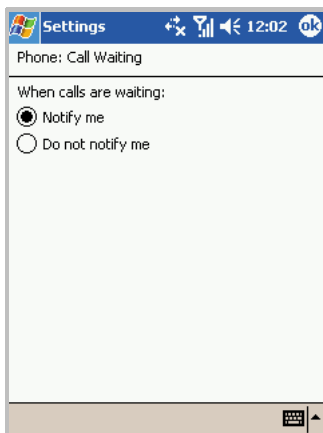 Settings 12:02 ok
Phone: Call Waiting
When calls are waiting:
Notify me
Do not notify me